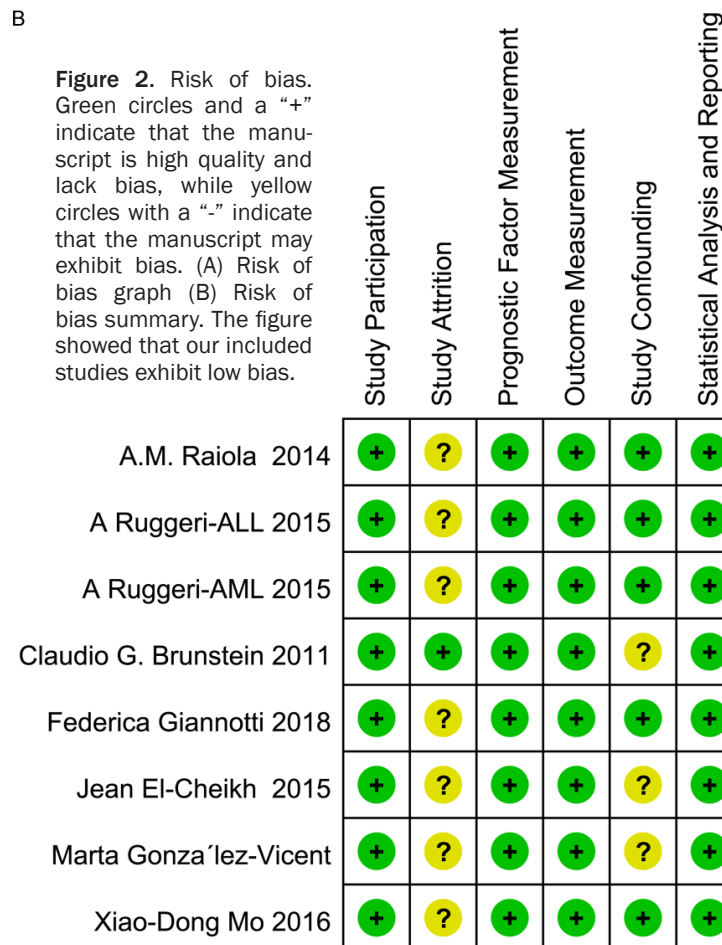 B
Figure 2. Risk of bias.
Green circles and a “+”
indicate that the manu-
script is high quality and
lack bias, while yellow
circles with a “-” indicate
that the manuscript may
exhibit bias. (A) Risk of
bias graph (B) Risk of
bias summary. The figure
showed that our included
studies exhibit low bias.
Study Participation
Study Attrition
Prognostic Factor Measurement
Outcome Measurement
Study Confounding
Statistical Analysis and Reporting
A.M. Raiola 2014 + ? + + + +
A Ruggeri-ALL 2015 + ? + + + +
A Ruggeri-AML 2015 + ? + + + +
Claudio G. Brunstein 2011 + + + + ? +
Federica Giannotti 2018 + ? + + + +
Jean El-Cheikh 2015 + ? + + ? +
Marta Gonza´lez-Vicent + ? + + ? +
Xiao-Dong Mo 2016 + ? + + + +